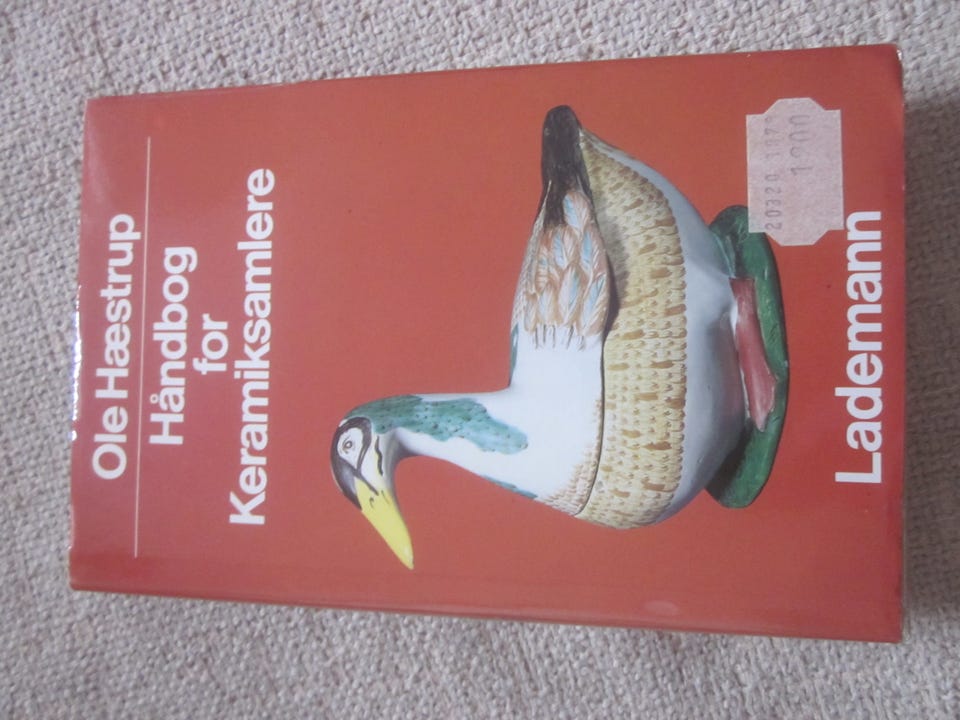 Ole Hæstrup
Håndbog
for
Keramiksamlere
Lademann